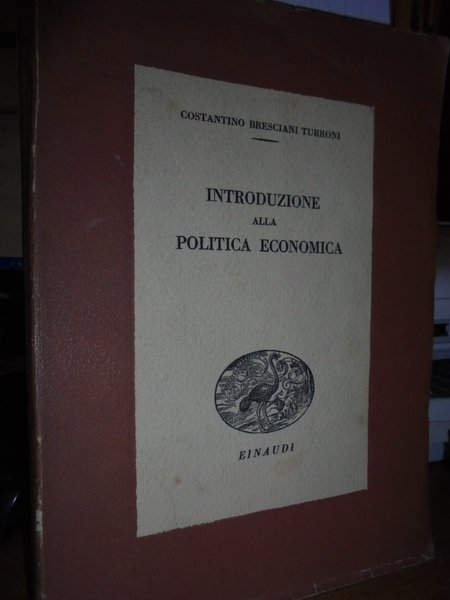 COSTANTINO BRESCIANI TURRONI
INTRODUZIONE
ALLA
POLITICA ECONOMICA
EINAUDI